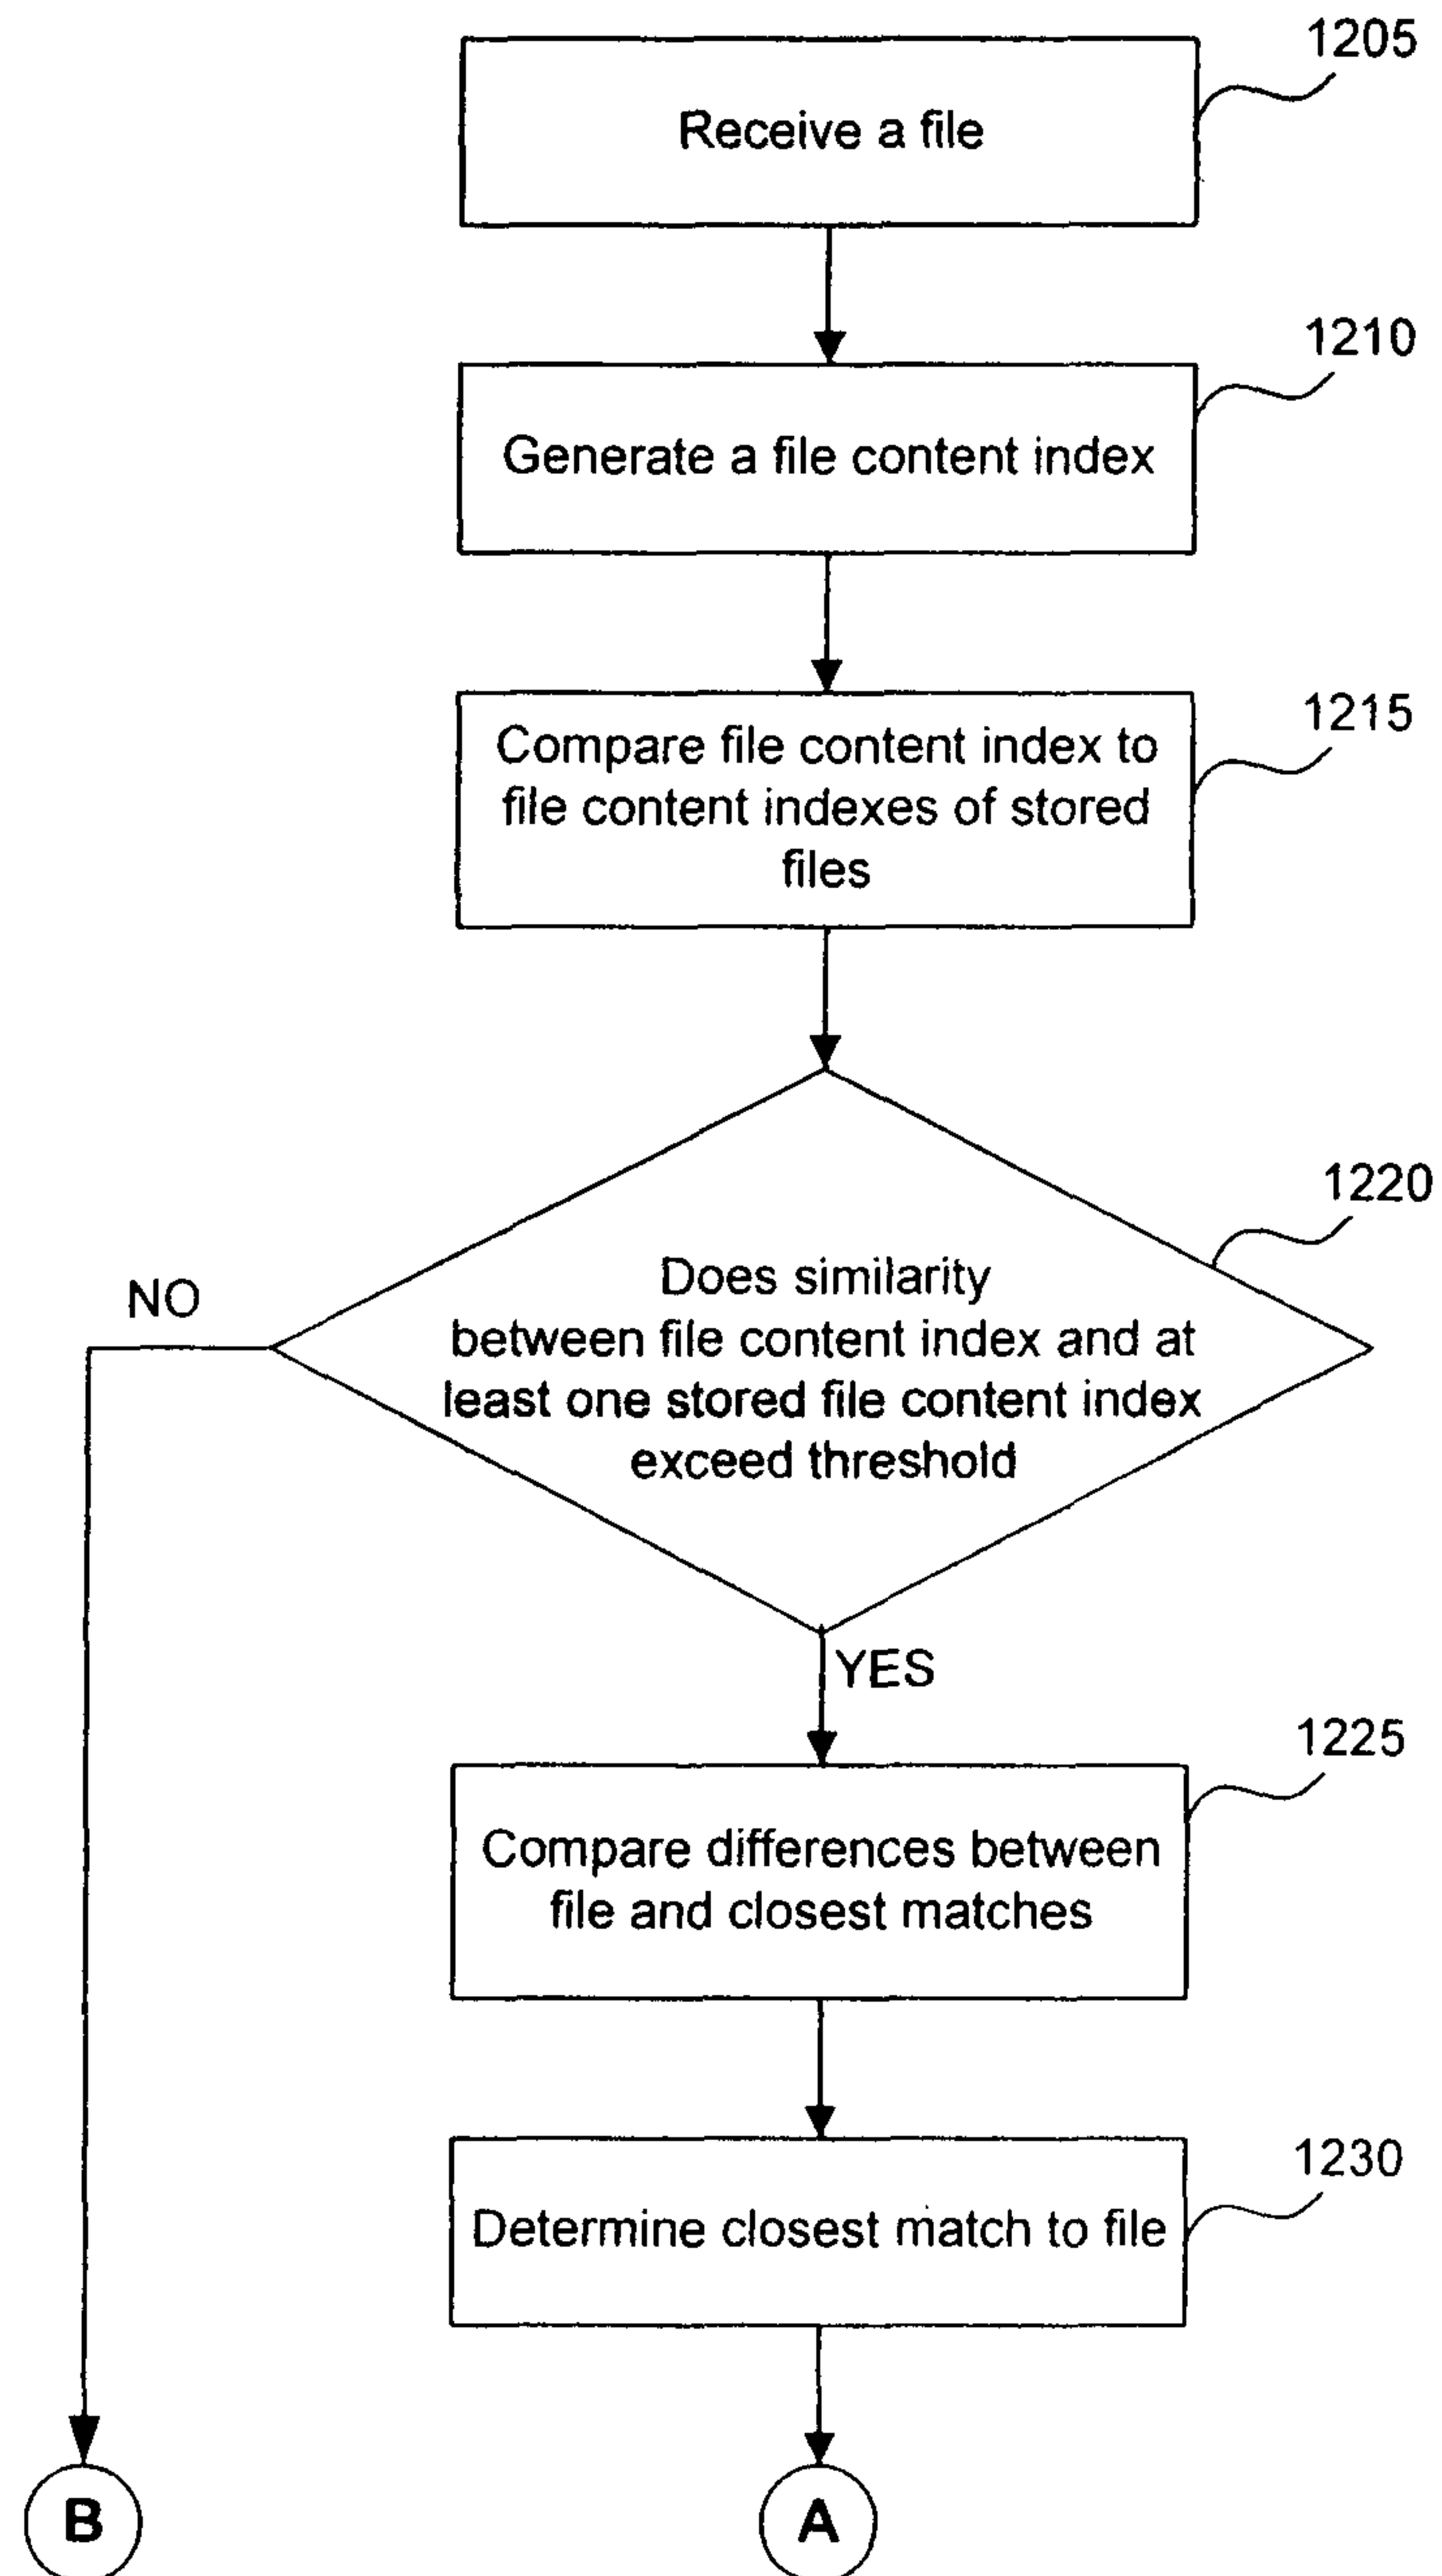 1205
Receive a file
1210
Generate a file content index
1215
Compare file content index to
file content indexes of stored
files
1220
Does similarity
between file content index and at
least one stored file content index
exceed threshold
NO
YES
1225
Compare differences between
file and closest matches
1230
Determine closest match to file
B
A